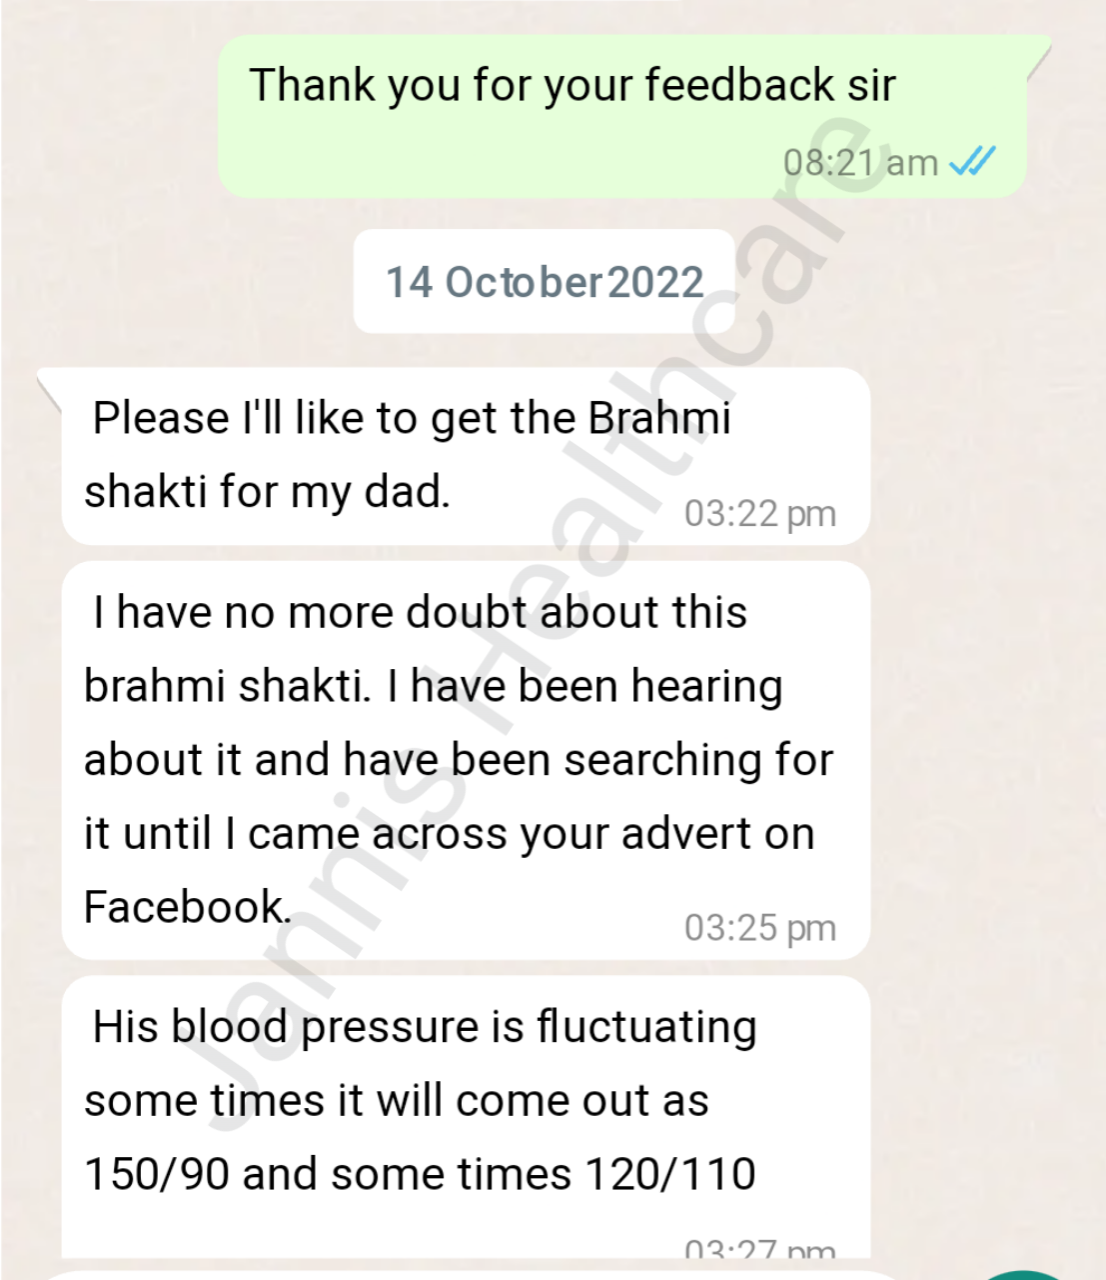 Thank you for your feedback sir
08:21 am
14 October 2022
Please I'll like to get the Brahmi
shakti for my dad.
03:22 pm
I have no more doubt about this
brahmi shakti. I have been hearing
about it and have been searching for
it until I came across your advert on
Facebook.
03:25 pm
His blood pressure is fluctuating
some times it will come out as
150/90 and some times 120/110
03:27 pm
Jannis Healthcare